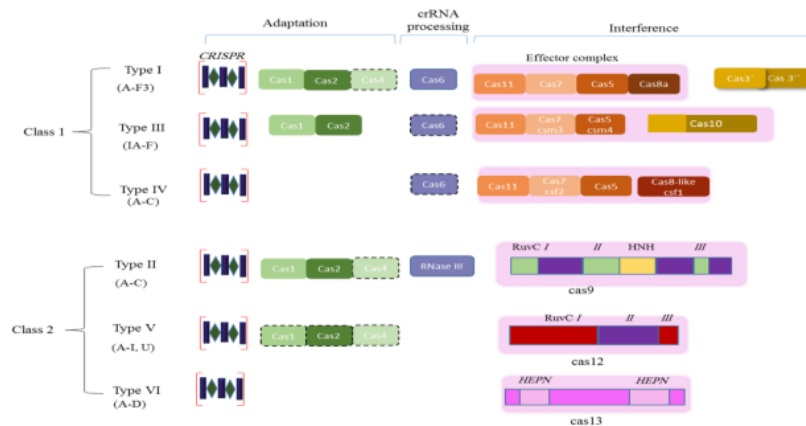 Adaptation
crRNA
processing
Interference
CRISPR
Effector complex
Class 1
Type I
(A-F3)
Cas1 Cas2 Cas4
Cas6
Cas11 Cas7 Cas5 Cas8a
Cas3´ Cas 3´´
Type III
(IA-F)
Cas1 Cas2
Cas6
Cas11 Cas7 csm3 Cas5 csm4
Cas10
Type IV
(A-C)
Cas6
Cas11 Cas7 csf2 Cas5 Cas8-like csf1
Class 2
Type II
(A-C)
Cas1 Cas2 Cas4
RNase III
RuvC I II HNH III
cas9
Type V
(A-I, U)
Cas1 Cas2 Cas4
RuvC I II III
cas12
Type VI
(A-D)
HEPN HEPN
cas13